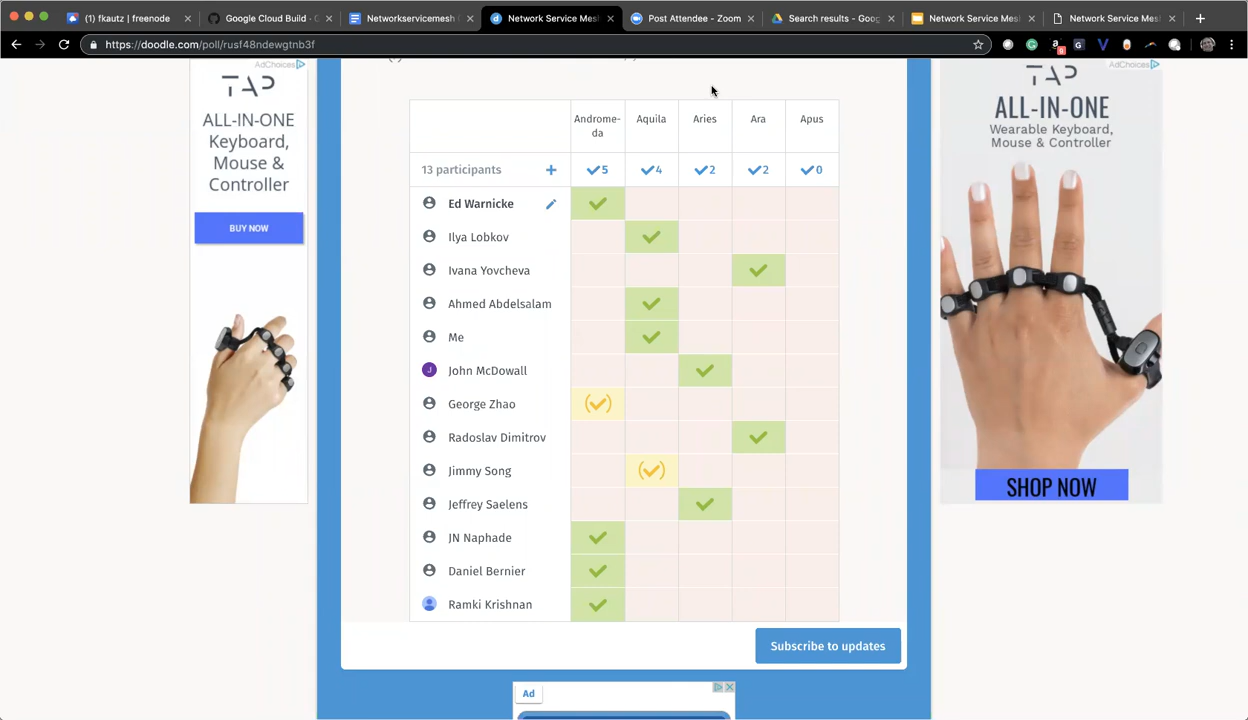 (1) fkautz | freenode
Google Cloud Build - G
Networkservicemesh
Network Service Mes
Post Attendee - Zoom
Search results - Goog
Network Service Mes
Network Service Mes
https://doodle.com/poll/rusf48ndewgtnb3f
AdChoices
TAP
ALL-IN-ONE
Keyboard,
Mouse &
Controller
BUY NOW
Androme-
da
Aquila
Aries
Ara
Apus
13 participants
5
4
2
2
0
Ed Warnicke
Ilya Lobkov
Ivana Yovcheva
Ahmed Abdelsalam
Me
J John McDowall
George Zhao
Radoslav Dimitrov
Jimmy Song
Jeffrey Saelens
JN Naphade
Daniel Bernier
Ramki Krishnan
Subscribe to updates
Ad
AdChoices
TAP
ALL-IN-ONE
Wearable Keyboard,
Mouse & Controller
SHOP NOW